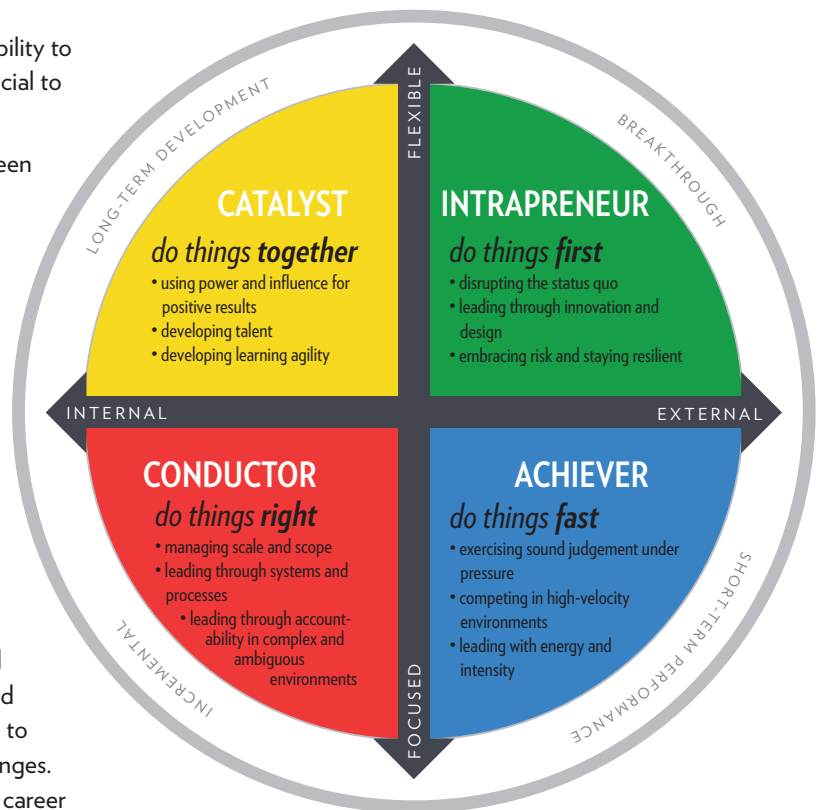 bility to
cial to
een
d
to
nges.
career
LONG-TERM DEVELOPMENT
BREAKTHROUGH
FLEXIBLE
CATALYST
do things together
• using power and influence for
positive results
• developing talent
• developing learning agility
INTRAPRENEUR
do things first
• disrupting the status quo
• leading through innovation and
design
• embracing risk and staying resilient
INTERNAL
EXTERNAL
CONDUCTOR
do things right
• managing scale and scope
• leading through systems and
processes
• leading through account-
ability in complex and
ambiguous
environments
ACHIEVER
do things fast
• exercising sound judgement under
pressure
• competing in high-velocity
environments
• leading with energy and
intensity
FOCUSED
INCREMENTAL
SHORT-TERM PERFORMANCE